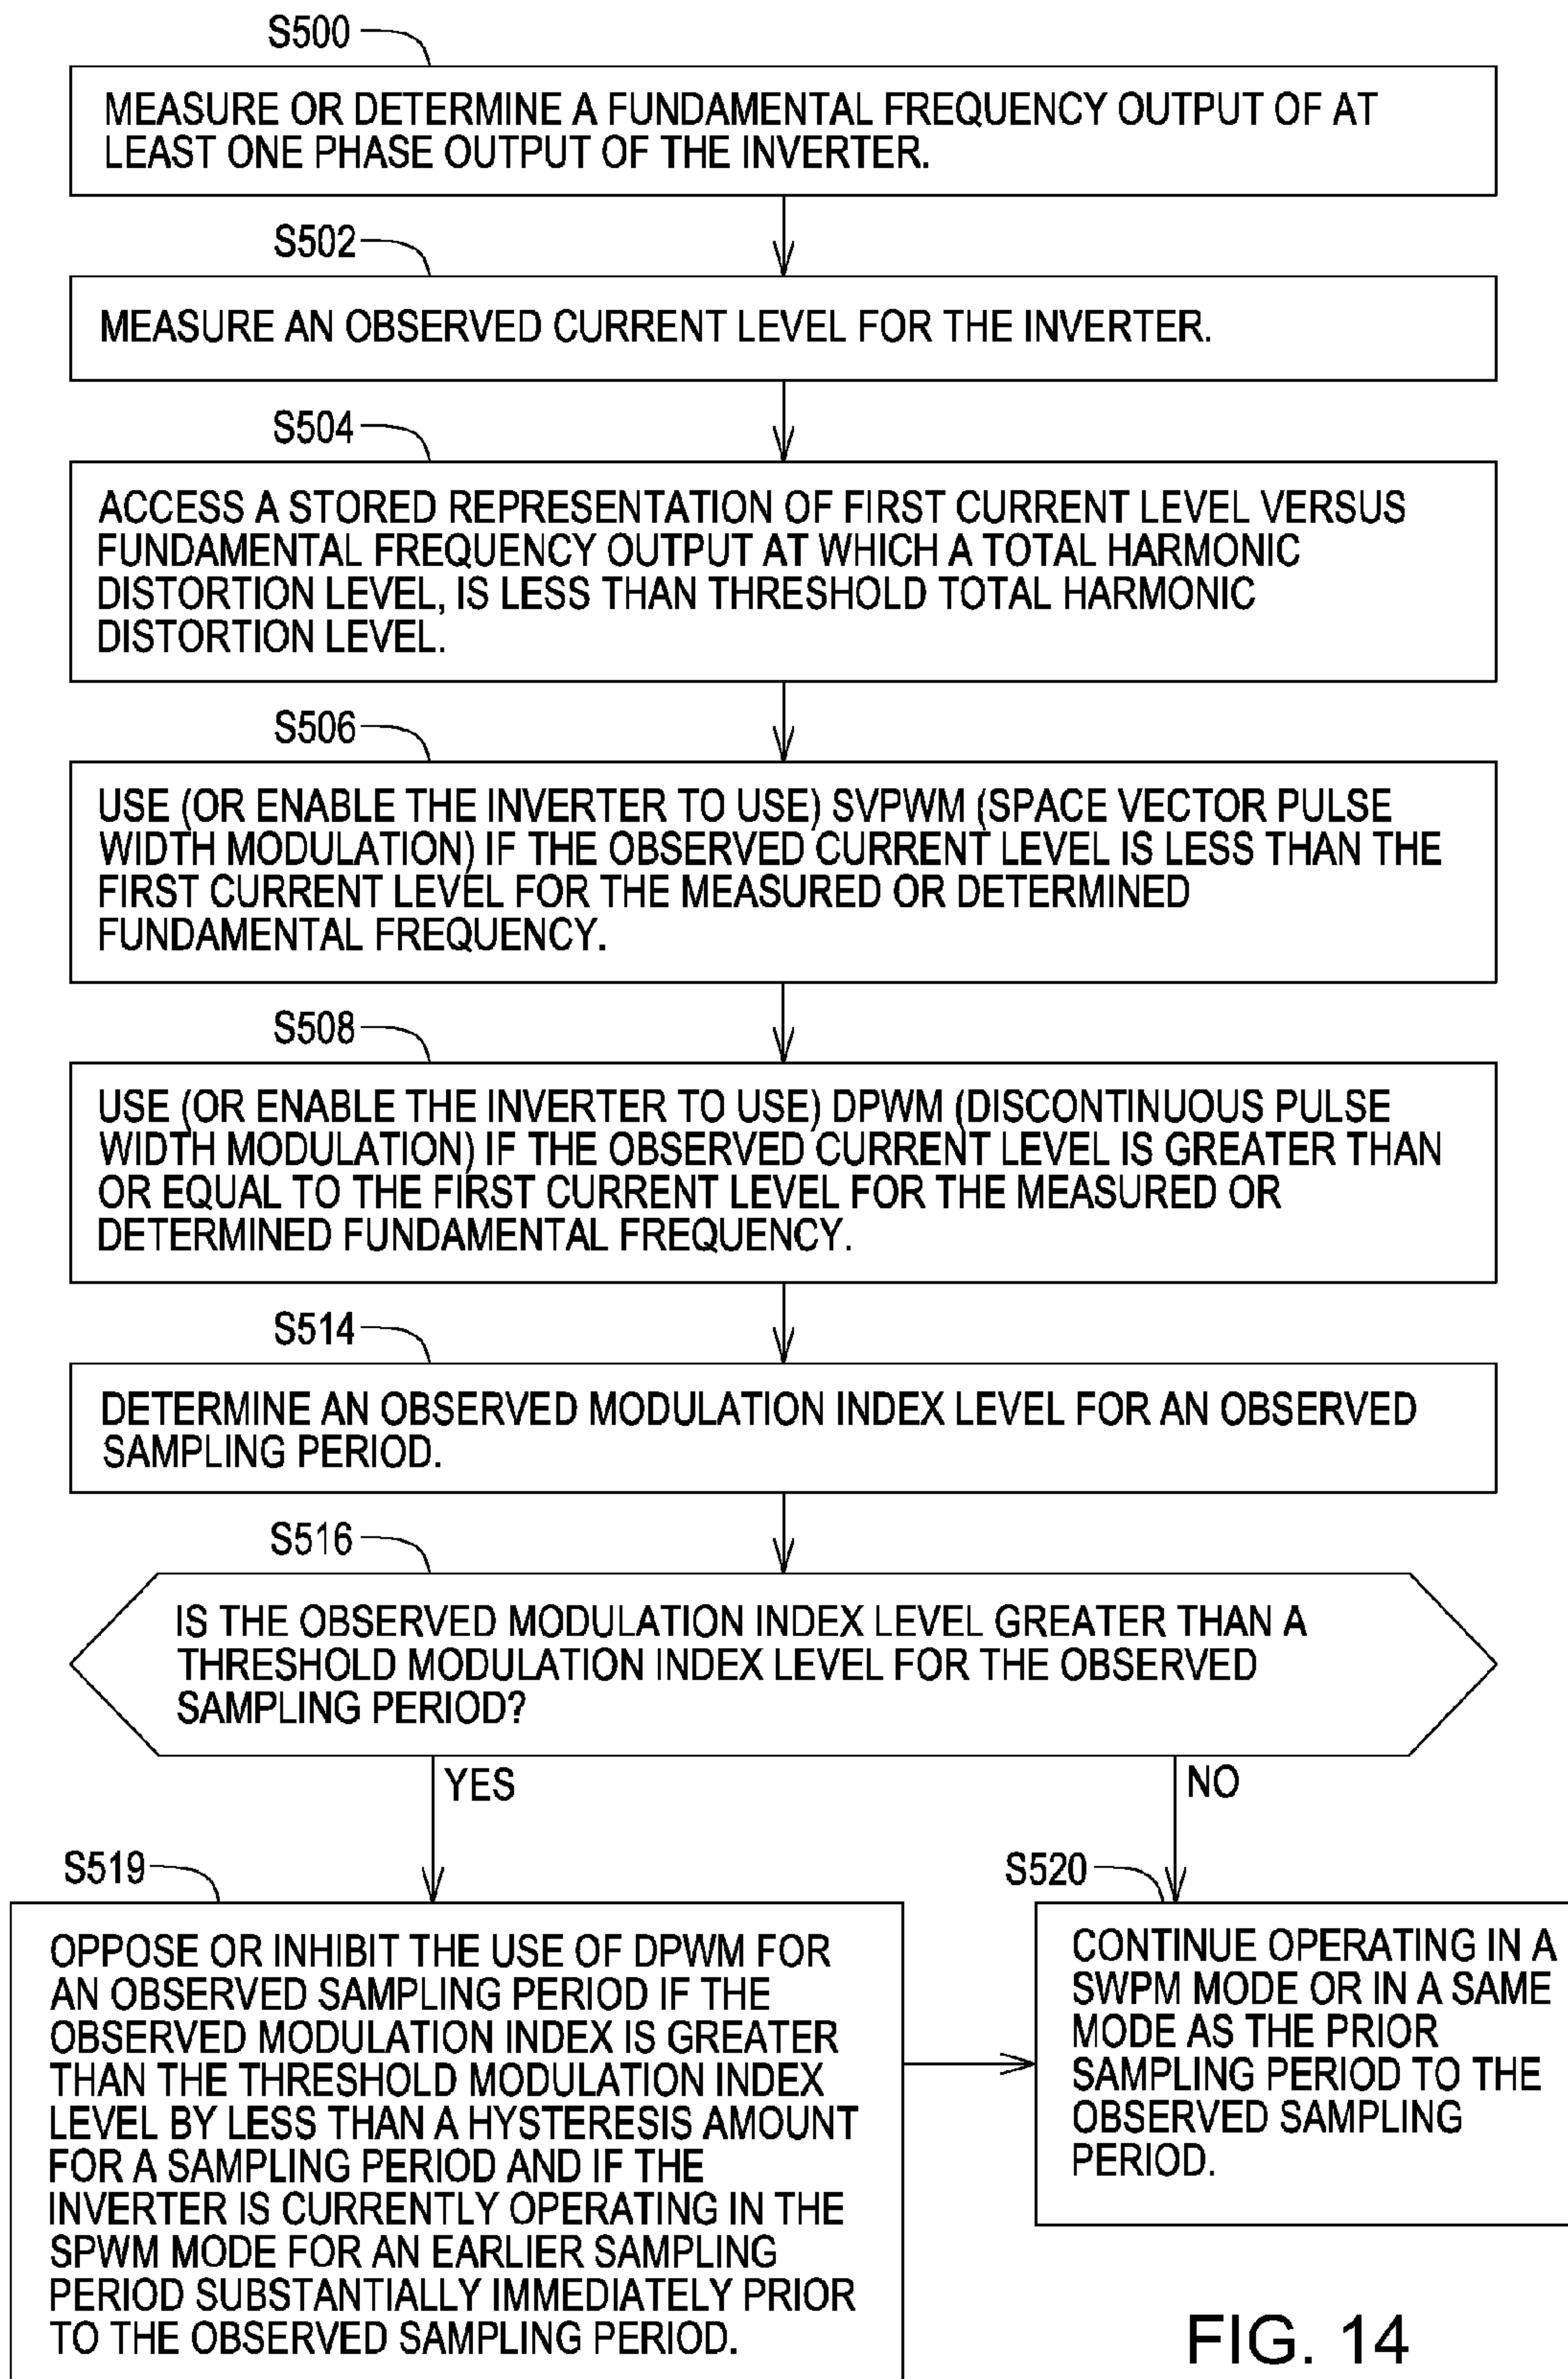 S500
MEASURE OR DETERMINE A FUNDAMENTAL FREQUENCY OUTPUT OF AT
LEAST ONE PHASE OUTPUT OF THE INVERTER.
S502
MEASURE AN OBSERVED CURRENT LEVEL FOR THE INVERTER.
S504
ACCESS A STORED REPRESENTATION OF FIRST CURRENT LEVEL VERSUS
FUNDAMENTAL FREQUENCY OUTPUT AT WHICH A TOTAL HARMONIC
DISTORTION LEVEL, IS LESS THAN THRESHOLD TOTAL HARMONIC
DISTORTION LEVEL.
S506
USE (OR ENABLE THE INVERTER TO USE) SVPWM (SPACE VECTOR PULSE
WIDTH MODULATION) IF THE OBSERVED CURRENT LEVEL IS LESS THAN THE
FIRST CURRENT LEVEL FOR THE MEASURED OR DETERMINED
FUNDAMENTAL FREQUENCY.
S508
USE (OR ENABLE THE INVERTER TO USE) DPWM (DISCONTINUOUS PULSE
WIDTH MODULATION) IF THE OBSERVED CURRENT LEVEL IS GREATER THAN
OR EQUAL TO THE FIRST CURRENT LEVEL FOR THE MEASURED OR
DETERMINED FUNDAMENTAL FREQUENCY.
S514
DETERMINE AN OBSERVED MODULATION INDEX LEVEL FOR AN OBSERVED
SAMPLING PERIOD.
S516
IS THE OBSERVED MODULATION INDEX LEVEL GREATER THAN A
THRESHOLD MODULATION INDEX LEVEL FOR THE OBSERVED
SAMPLING PERIOD?
YES
NO
S519
OPPOSE OR INHIBIT THE USE OF DPWM FOR
AN OBSERVED SAMPLING PERIOD IF THE
OBSERVED MODULATION INDEX IS GREATER
THAN THE THRESHOLD MODULATION INDEX
LEVEL BY LESS THAN A HYSTERESIS AMOUNT
FOR A SAMPLING PERIOD AND IF THE
INVERTER IS CURRENTLY OPERATING IN THE
SPWM MODE FOR AN EARLIER SAMPLING
PERIOD SUBSTANTIALLY IMMEDIATELY PRIOR
TO THE OBSERVED SAMPLING PERIOD.
S520
CONTINUE OPERATING IN A
SWPM MODE OR IN A SAME
MODE AS THE PRIOR
SAMPLING PERIOD TO THE
OBSERVED SAMPLING
PERIOD.
FIG. 14